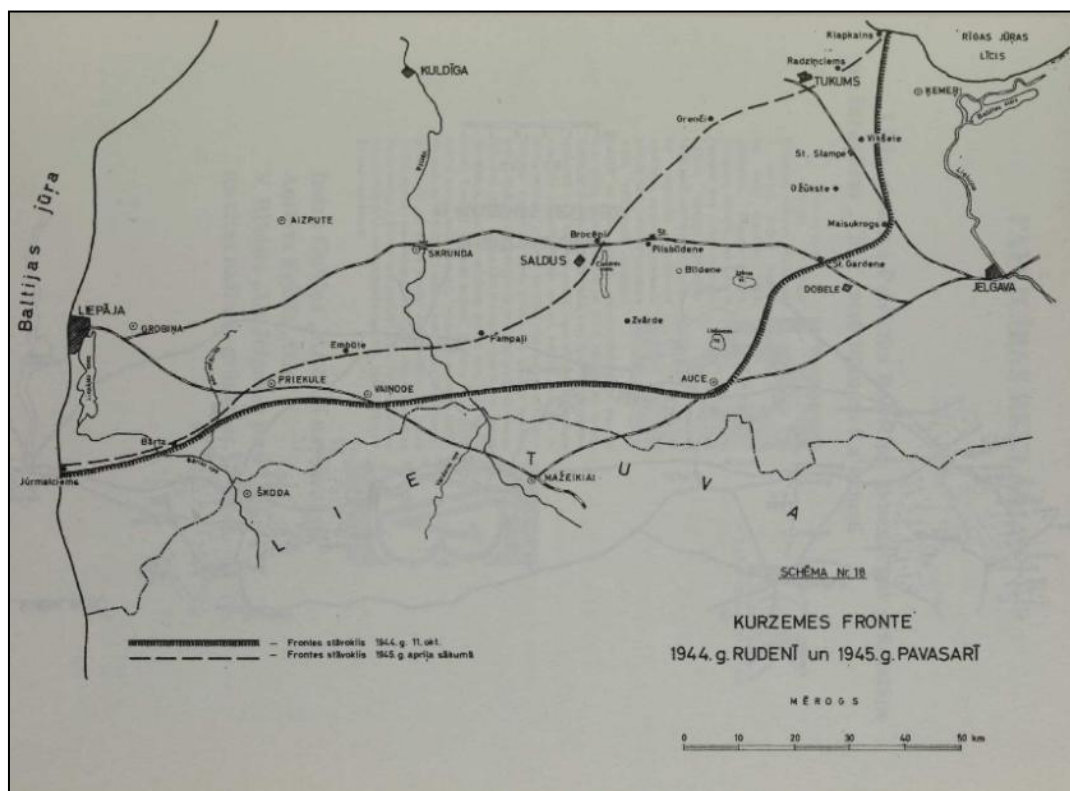 Klapkalns
RĪGAS JŪRAS
LĪCIS
Radziņciems
TUKUMS
ĶEMERI
KULDĪGA
Grenči
St. Slampe
Džūkste
Baltijas jūra
AIZPUTE
Maisukrogs
Brocēni
St.
Pilsblīdene
SKRUNDA
SALDUS
Blīdene
St. Gardene
DOBELE
JELGAVA
LIEPĀJA
GROBIŅA
Zvārde
Embūte
Pampaļi
PRIEKULE
VAIŅODE
AUCE
Bārta
Jūrmalciems
ŠKODA
MAŽEIKIAI
L I E T U V A
SCHĒMA Nr. 18
KURZEMES FRONTE
1944. g. RUDENĪ un 1945. g. PAVASARĪ
— Frontes stāvoklis 1944. g. 11. okt.
— Frontes stāvoklis 1945. g. aprīļa sākumā
MĒROGS
0 10 20 30 40 50 km